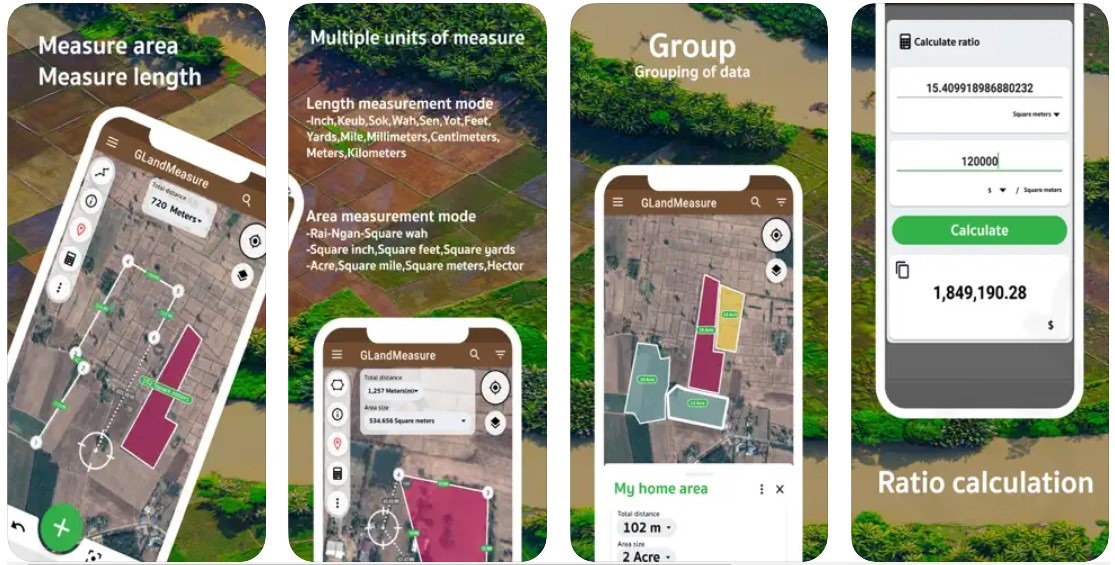 Measure area
Measure length
GLandMeasure
Total distance
720 Meters
Multiple units of measure
Length measurement mode
-Inch,Keub,Sok,Wah,Sen,Yot,Feet,
Yards,Mile,Millimeters,Centimeters,
Meters,Kilometers
Area measurement mode
-Rai-Ngan-Square wah
-Square inch,Square feet,Square yards
-Acre,Square mile,Square meters,Hector
GLandMeasure
Total distance
1,257 Meters(m)
Area size
534.656 Square meters
4
3
Group
Grouping of data
GLandMeasure
My home area
Total distance
102 m
Area size
2 Acre
Calculate ratio
15.409918986880232
Square meters
120000
$ / Square meters
Calculate
1,849,190.28
$
Ratio calculation